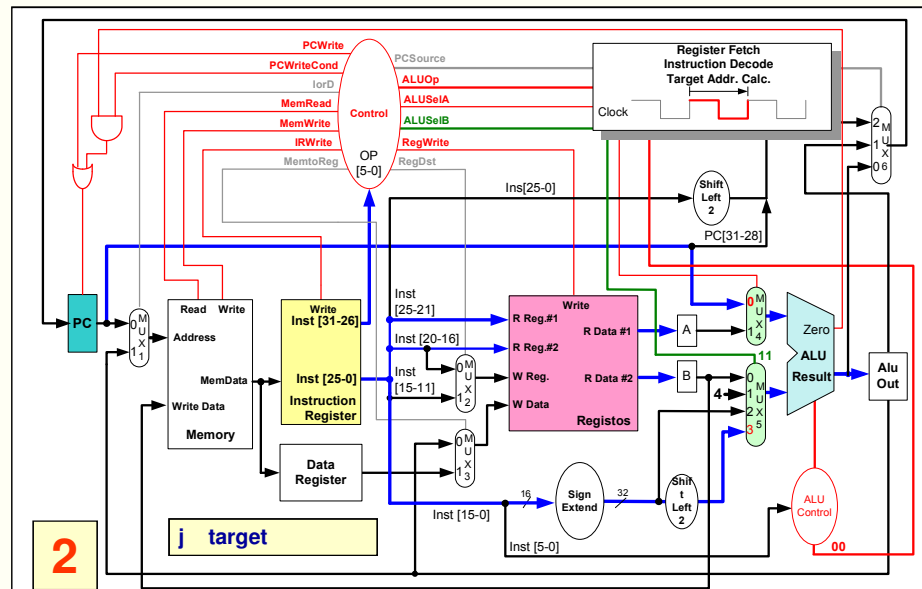 PCWrite
PCWriteCond
IorD
MemRead
MemWrite
IRWrite
MemtoReg
Control
OP
[5-0]
PCSource
ALUOp
ALUSelA
ALUSelB
RegWrite
RegDst
Register Fetch
Instruction Decode
Target Addr. Calc.
Clock
2
1
0
M
U
X
6
Ins[25-0]
Shift
Left
2
PC[31-28]
PC
0
1
M
U
X
1
Read Write
Address
MemData
Write Data
Memory
Write
Inst [31-26]
Inst [25-0]
Instruction
Register
Data
Register
Inst
[25-21]
Inst [20-16]
Inst
[15-11]
0
1
M
U
X
2
0
1
M
U
X
3
Write
R Reg.#1
R Reg.#2
W Reg.
W Data
R Data #1
R Data #2
Registos
A
B
4
0
1
M
U
X
4
11
0
1
2
3
M
U
X
5
Zero
ALU
Result
Alu
Out
Inst [15-0]
16
Sign
Extend
32
Shif
t
Left
2
Inst [5-0]
ALU
Control
00
2
j target